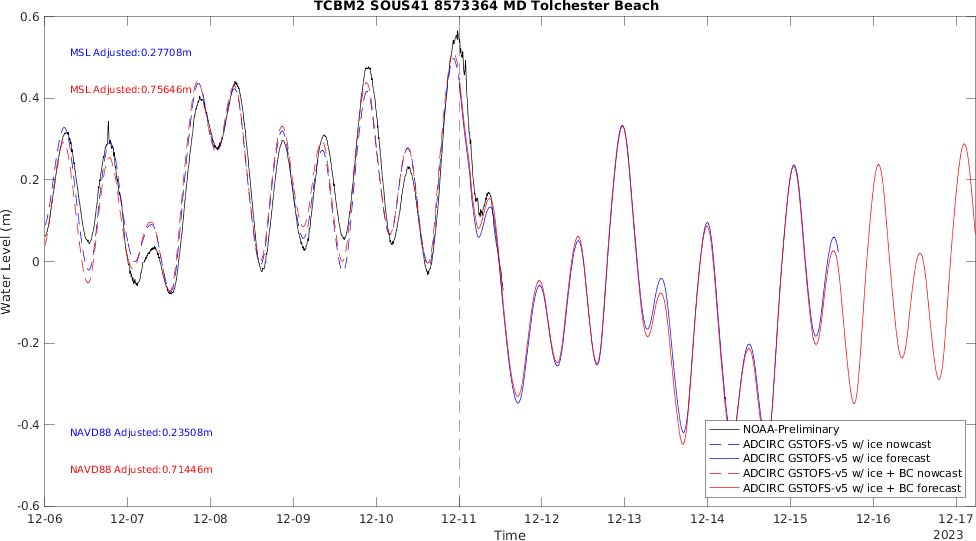 TCBM2 SOUS41 8573364 MD Tolchester Beach
0.6
MSL Adjusted:0.27708m
MSL Adjusted:0.75646m
0.4
0.2
Water Level (m)
0
-0.2
-0.4
NAVD88 Adjusted:0.23508m
NAVD88 Adjusted:0.71446m
-0.6
NOAA-Preliminary
ADCIRC GSTOFS-v5 w/ ice nowcast
ADCIRC GSTOFS-v5 w/ ice forecast
ADCIRC GSTOFS-v5 w/ ice + BC nowcast
ADCIRC GSTOFS-v5 w/ ice + BC forecast
12-06 12-07 12-08 12-09 12-10 12-11 12-12 12-13 12-14 12-15 12-16 12-17
Time
2023